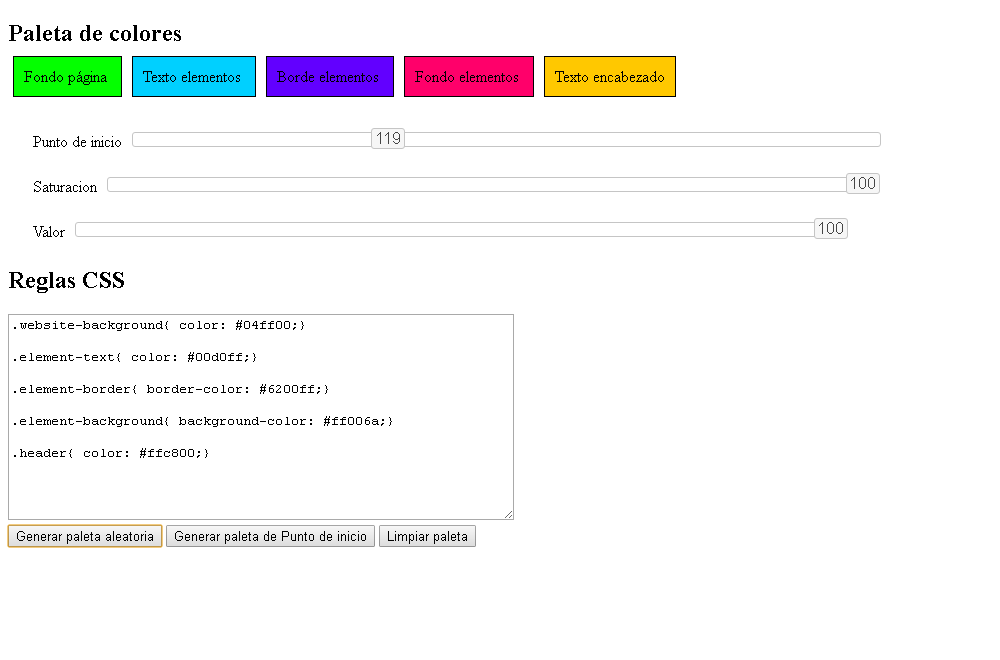 Paleta de colores
Fondo página Texto elementos Borde elementos Fondo elementos Texto encabezado
Punto de inicio 119
Saturacion 100
Valor 100
Reglas CSS
.website-background{ color: #04ff00;}
.element-text{ color: #00d0ff;}
.element-border{ border-color: #6200ff;}
.element-background{ background-color: #ff006a;}
.header{ color: #ffc800;}
Generar paleta aleatoria Generar paleta de Punto de inicio Limpiar paleta